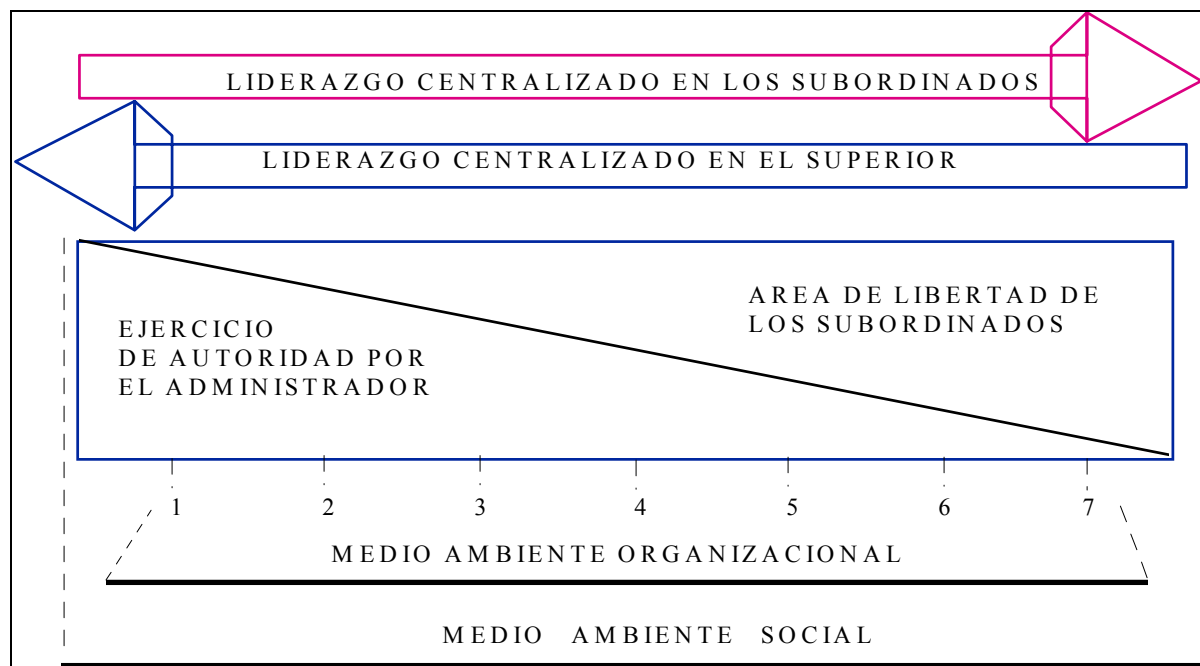 LIDERAZGO CENTRALIZADO EN LOS SUBORDINADOS
LIDERAZGO CENTRALIZADO EN EL SUPERIOR
EJERCICIO
DE AUTORIDAD POR
EL ADMINISTRADOR
AREA DE LIBERTAD DE
LOS SUBORDINADOS
1 2 3 4 5 6 7
MEDIO AMBIENTE ORGANIZACIONAL
MEDIO AMBIENTE SOCIAL